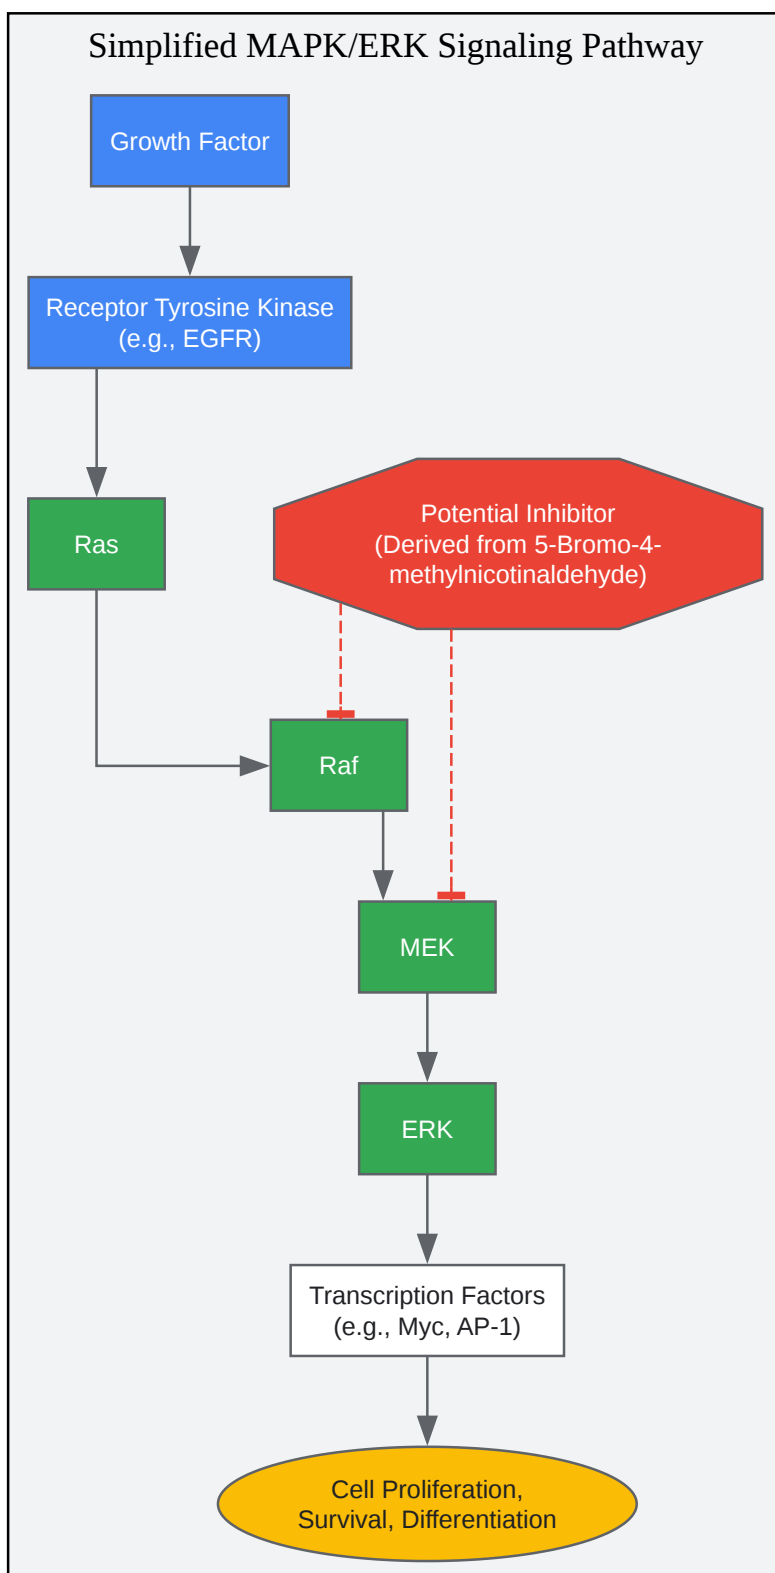 Simplified MAPK/ERK Signaling Pathway
Growth Factor
Receptor Tyrosine Kinase
(e.g., EGFR)
Ras
Potential Inhibitor
(Derived from 5-Bromo-4-
methylnicotinaldehyde)
Raf
MEK
ERK
Transcription Factors
(e.g., Myc, AP-1)
Cell Proliferation,
Survival, Differentiation